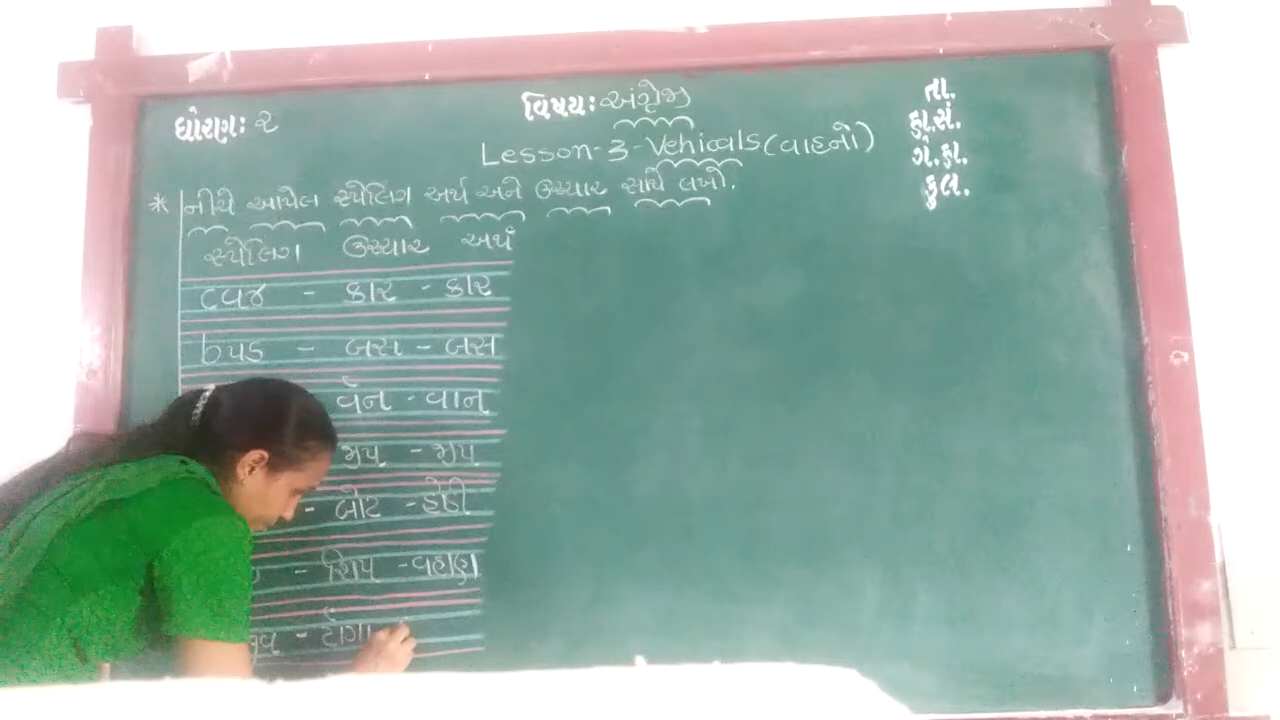 ધોરણ: ૨
વિષય: અંગ્રેજી
તા.
હા.સં.
ગે.હા.
કુલ.
Lesson-3-Vehicals (વાહનો)
* નીચે આપેલ સ્પેલિંગ અર્થ અને ઉચ્ચાર સાથે લખો.
સ્પેલિંગ ઉચ્ચાર અર્થ
car - કાર - કાર
bus - બસ - બસ
વૅન - વાન
જીપ - જીપ
- બોટ - હોડી
- શિપ - વહાણ
- ટોંગા